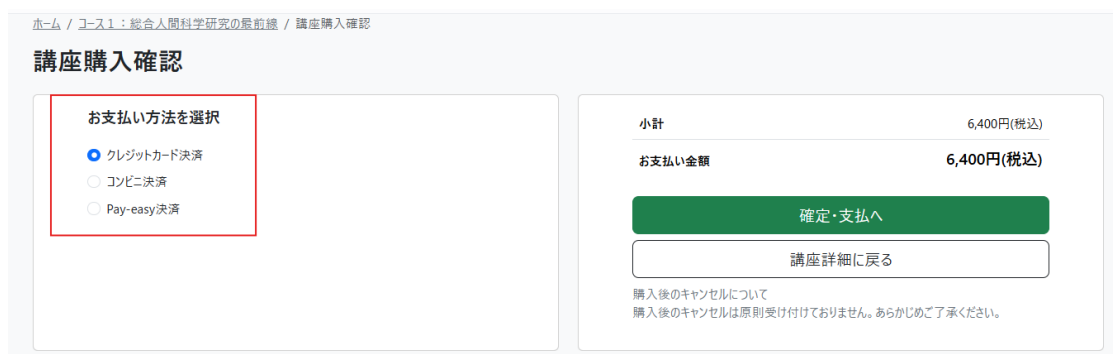 ホーム / コース1：総合人間科学研究の最前線 / 講座購入確認
講座購入確認
お支払い方法を選択
クレジットカード決済
コンビニ決済
Pay-easy決済
小計 6,400円(税込)
お支払い金額 6,400円(税込)
確定・支払へ
講座詳細に戻る
購入後のキャンセルについて
購入後のキャンセルは原則受け付けておりません。あらかじめご了承ください。